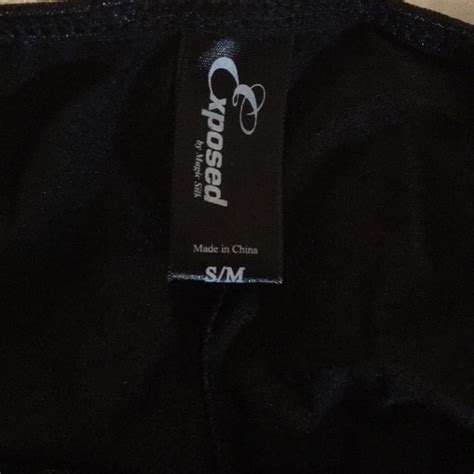 Exposed
by Magic Silk
Made in China
S/M